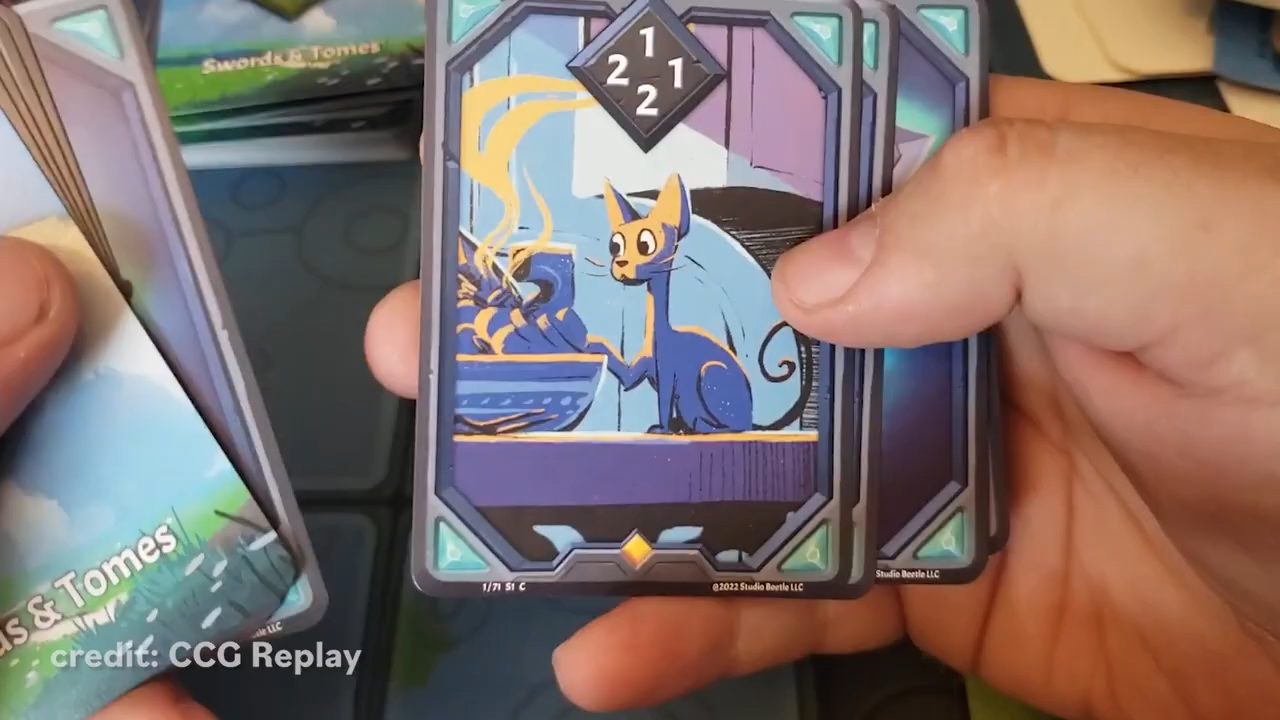 Swords & Tomes
1
2 1
2
1/71 S1 C
©2022 Studio Beetle LLC
Studio Beetle LLC
& Tomes
LLC
credit: CCG Replay